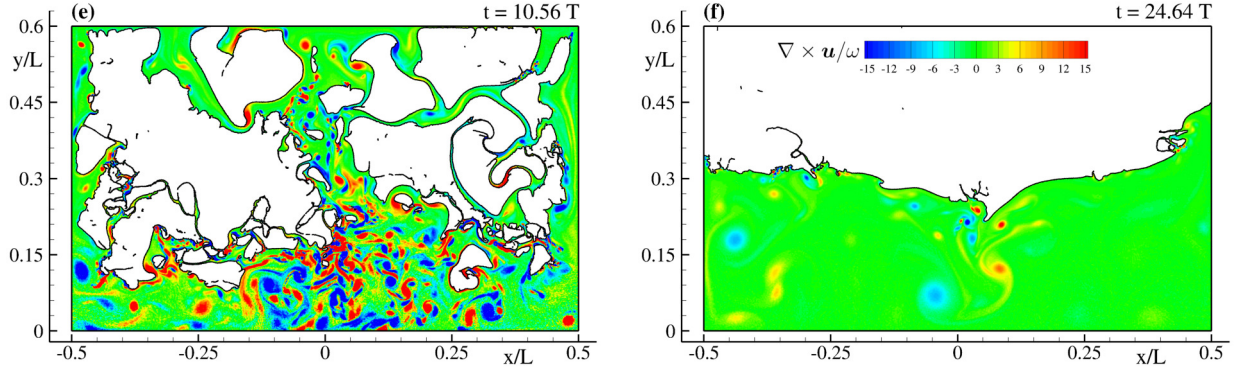 (e) t = 10.56 T
0.6
y/L
0.45
0.3
0.15
0
-0.5 -0.25 0 0.25 0.5
x/L
(f) t = 24.64 T
0.6
∇ × u/ω
-15 -9 -3 3 9 15
-12 -6 0 6 12
y/L
0.45
0.3
0.15
0
-0.5 -0.25 0 0.25 0.5
x/L